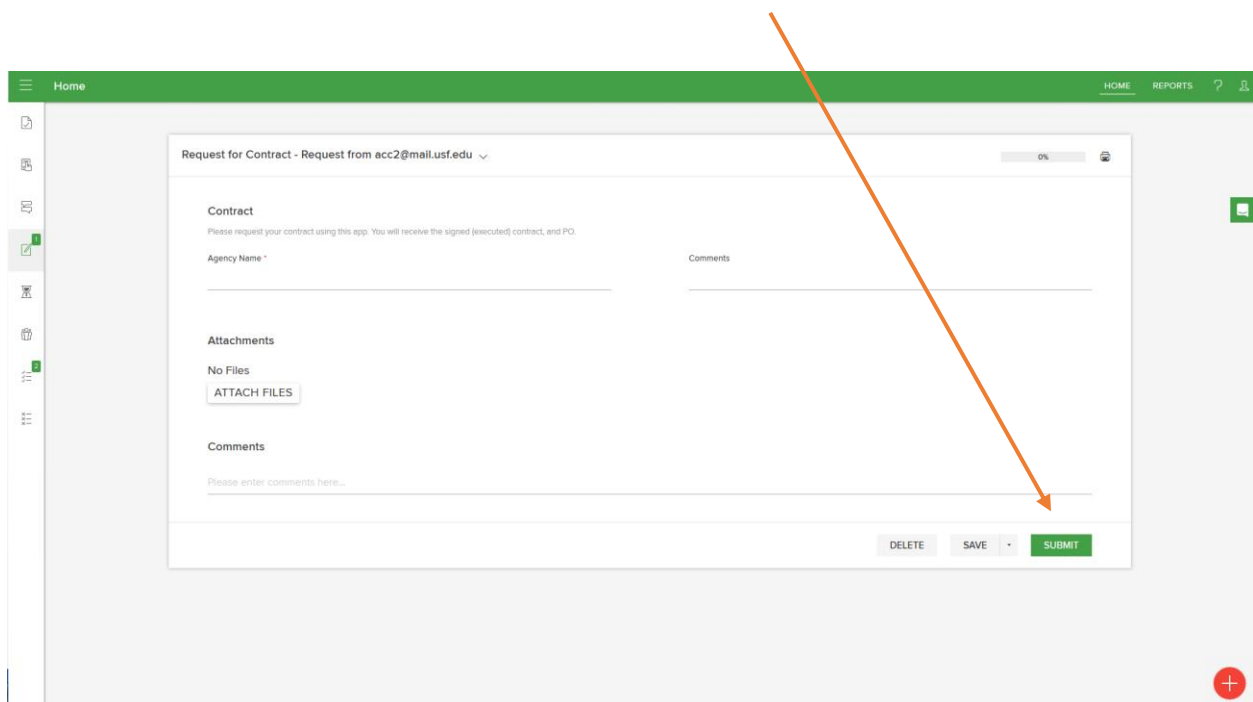 Home
HOME REPORTS ?
Request for Contract - Request from acc2@mail.usf.edu
0%
Contract
Please request your contract using this app. You will receive the signed (executed) contract, and PO.
Agency Name * Comments
1
Attachments
2
No Files
ATTACH FILES
Comments
Please enter comments here...
DELETE SAVE SUBMIT